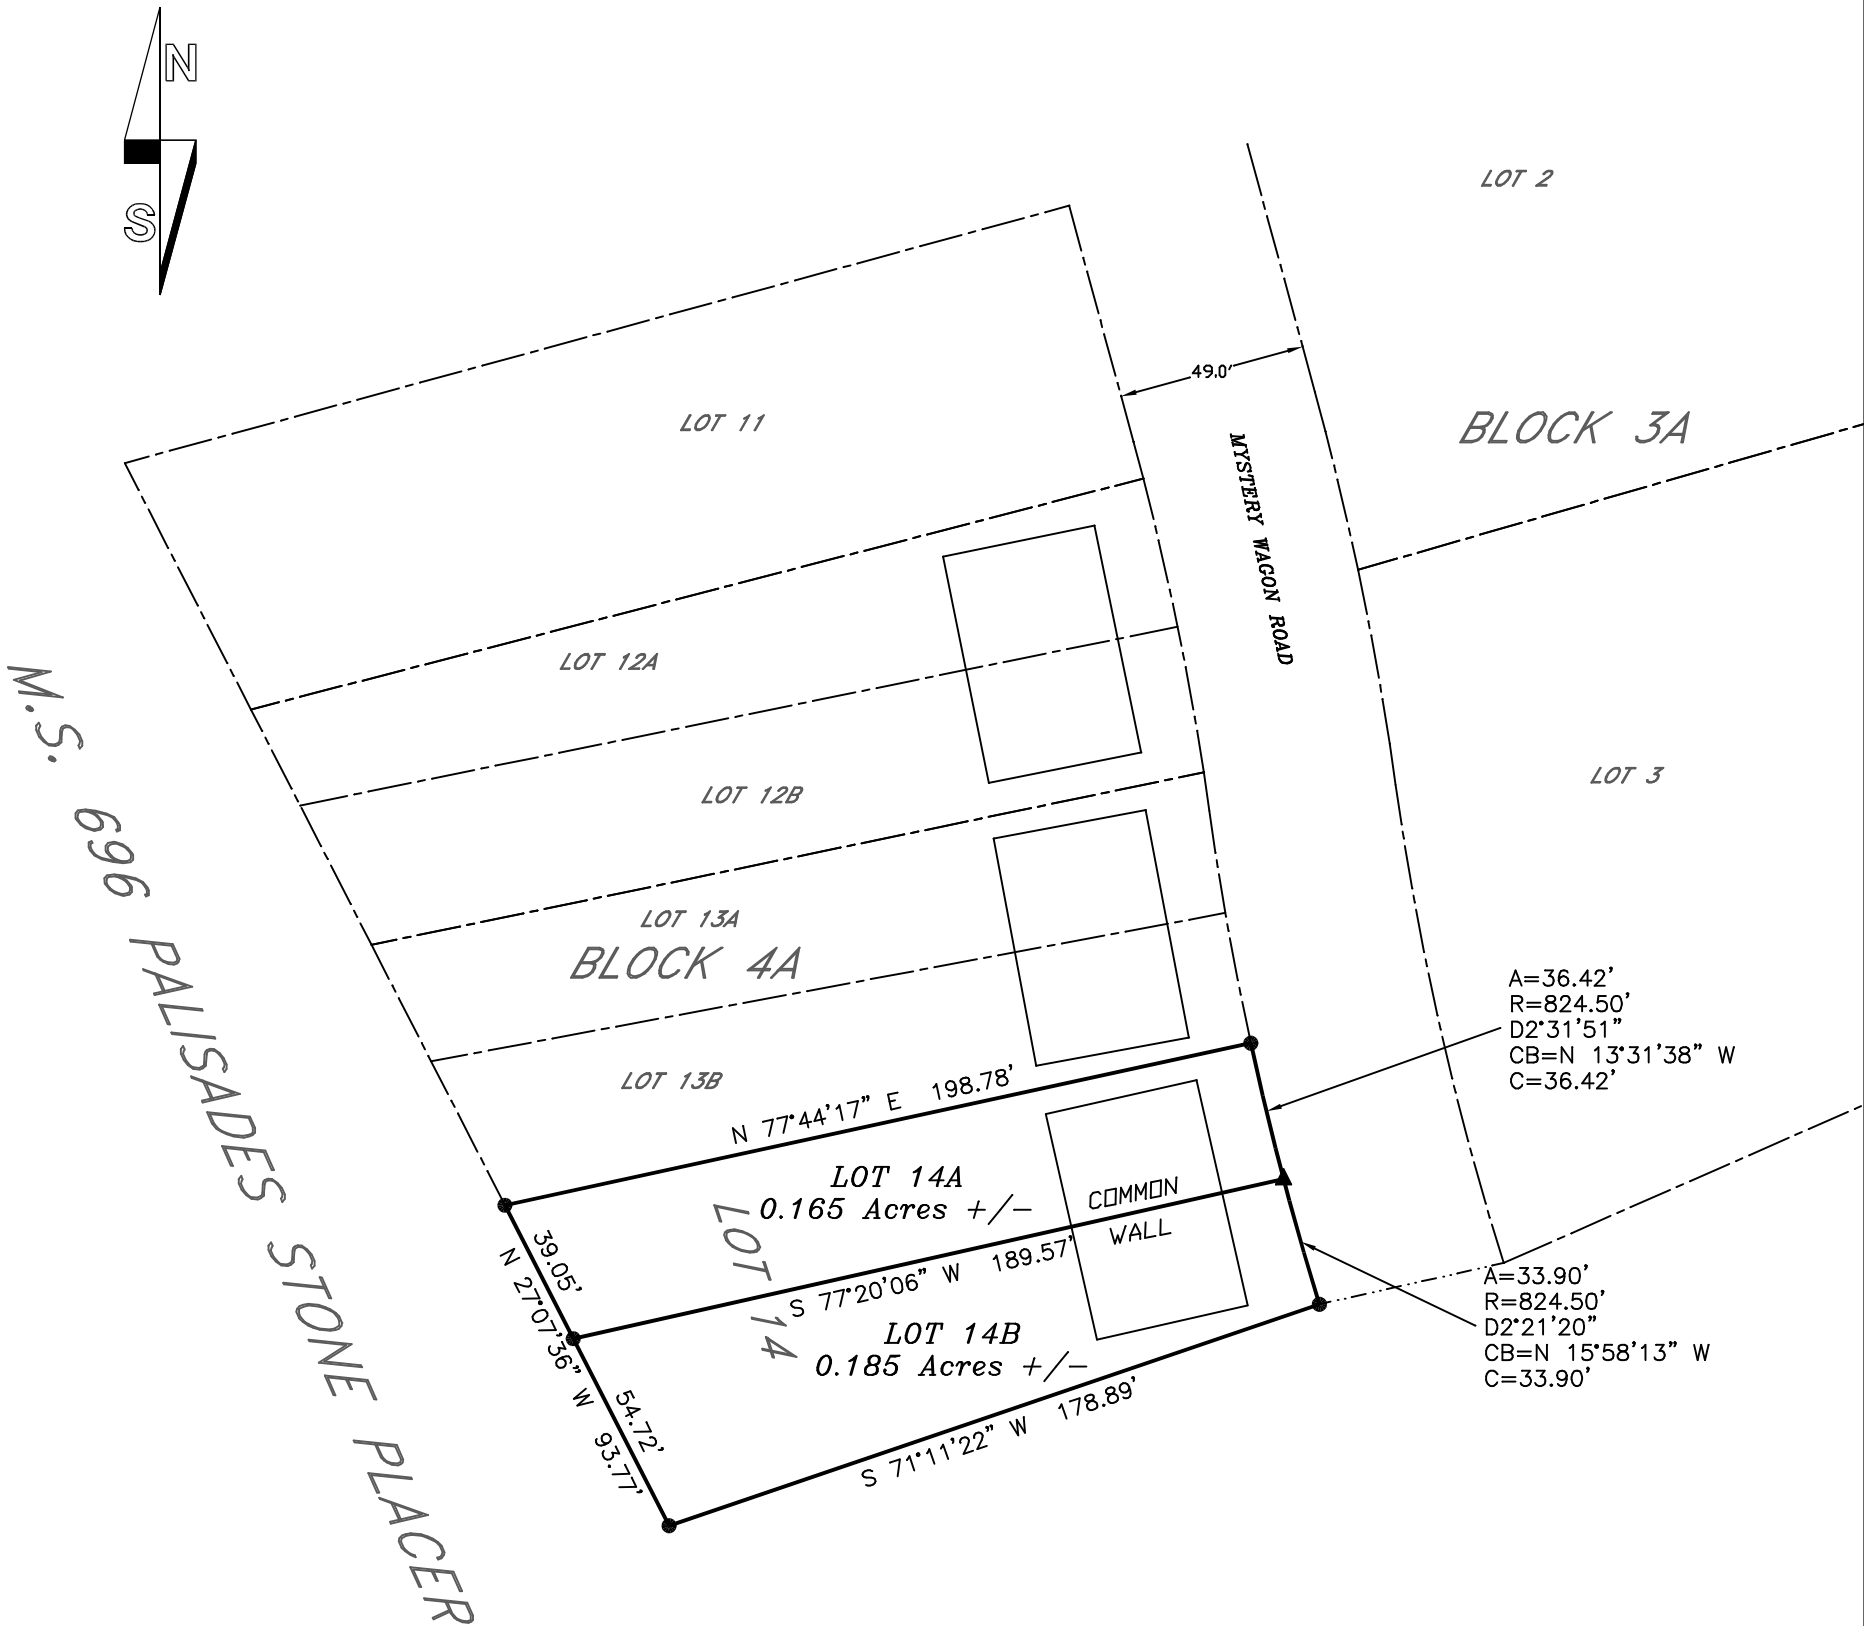 N
S
LOT 2
49.0'
LOT 11
BLOCK 3A
MYSTERY WAGON ROAD
LOT 12A
M.S. 696 PALISADES STONE PLACER
LOT 12B
LOT 3
LOT 13A
BLOCK 4A
LOT 13B
A=36.42'
R=824.50'
D2°31'51"
CB=N 13°31'38" W
C=36.42'
N 77°44'17" E 198.78'
LOT 14A
0.165 Acres +/-
COMMON
WALL
LOT 14
39.05'
N 27°07'36" W 93.77'
S 77°20'06" W 189.57'
LOT 14B
0.185 Acres +/-
54.72'
S 71°11'22" W 178.89'
A=33.90'
R=824.50'
D2°21'20"
CB=N 15°58'13" W
C=33.90'